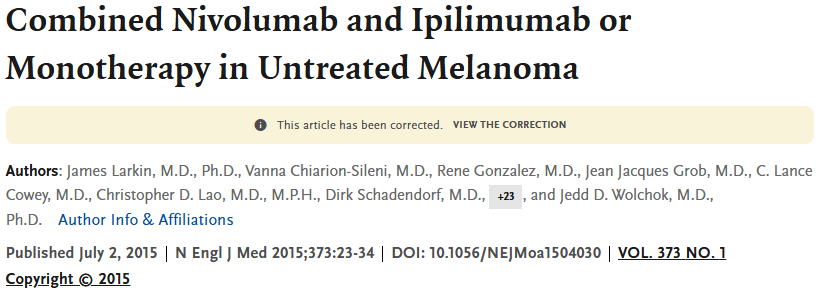 Combined Nivolumab and Ipilimumab or
Monotherapy in Untreated Melanoma
This article has been corrected. VIEW THE CORRECTION
Authors: James Larkin, M.D., Ph.D., Vanna Chiarion-Sileni, M.D., Rene Gonzalez, M.D., Jean Jacques Grob, M.D., C. Lance
Cowey, M.D., Christopher D. Lao, M.D., M.P.H., Dirk Schadendorf, M.D., +23 , and Jedd D. Wolchok, M.D.,
Ph.D. Author Info & Affiliations
Published July 2, 2015 | N Engl J Med 2015;373:23-34 | DOI: 10.1056/NEJMoa1504030 | VOL. 373 NO. 1
Copyright © 2015